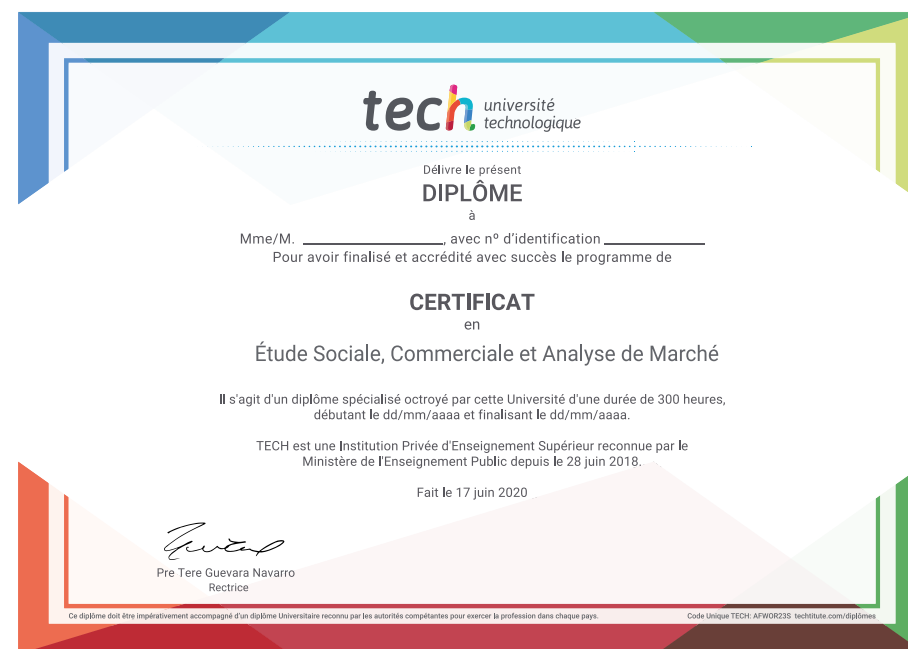 tech université
technologique
Délivre le présent
DIPLÔME
à
Mme/M. ____________________, avec nº d'identification ______________
Pour avoir finalisé et accrédité avec succès le programme de
CERTIFICAT
en
Étude Sociale, Commerciale et Analyse de Marché
Il s'agit d'un diplôme spécialisé octroyé par cette Université d'une durée de 300 heures,
débutant le dd/mm/aaaa et finalisant le dd/mm/aaaa.
TECH est une Institution Privée d'Enseignement Supérieur reconnue par le
Ministère de l'Enseignement Public depuis le 28 juin 2018.
Fait le 17 juin 2020
Pre Tere Guevara Navarro
Rectrice
Ce diplôme doit être impérativement accompagné d'un diplôme Universitaire reconnu par les autorités compétentes pour exercer la profession dans chaque pays.
Code Unique TECH: AFWOR23S techtitute.com/diplômes